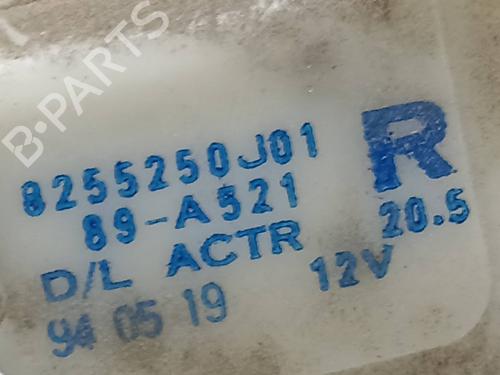 B-PARTS
8255250J01
R
89-A521
20.5
D/L ACTR
12V
94 05 19